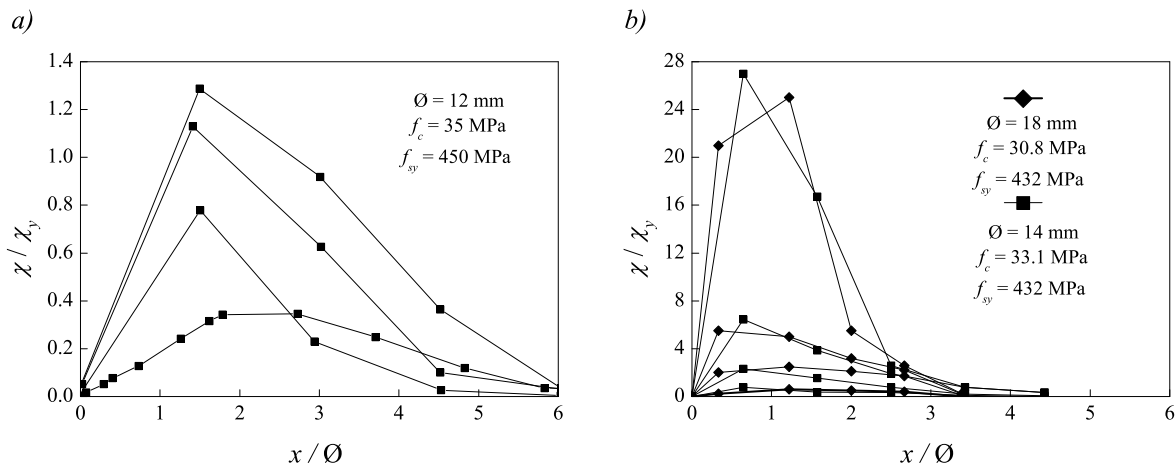 a)
1.4
1.2
1.0
0.8
0.6
0.4
0.2
0
0 1 2 3 4 5 6
χ / χy
x / Ø
Ø = 12 mm
fc = 35 MPa
fsy = 450 MPa
b)
28
24
20
16
12
8
4
0
0 1 2 3 4 5 6
χ / χy
x / Ø
Ø = 18 mm
fc = 30.8 MPa
fsy = 432 MPa
Ø = 14 mm
fc = 33.1 MPa
fsy = 432 MPa